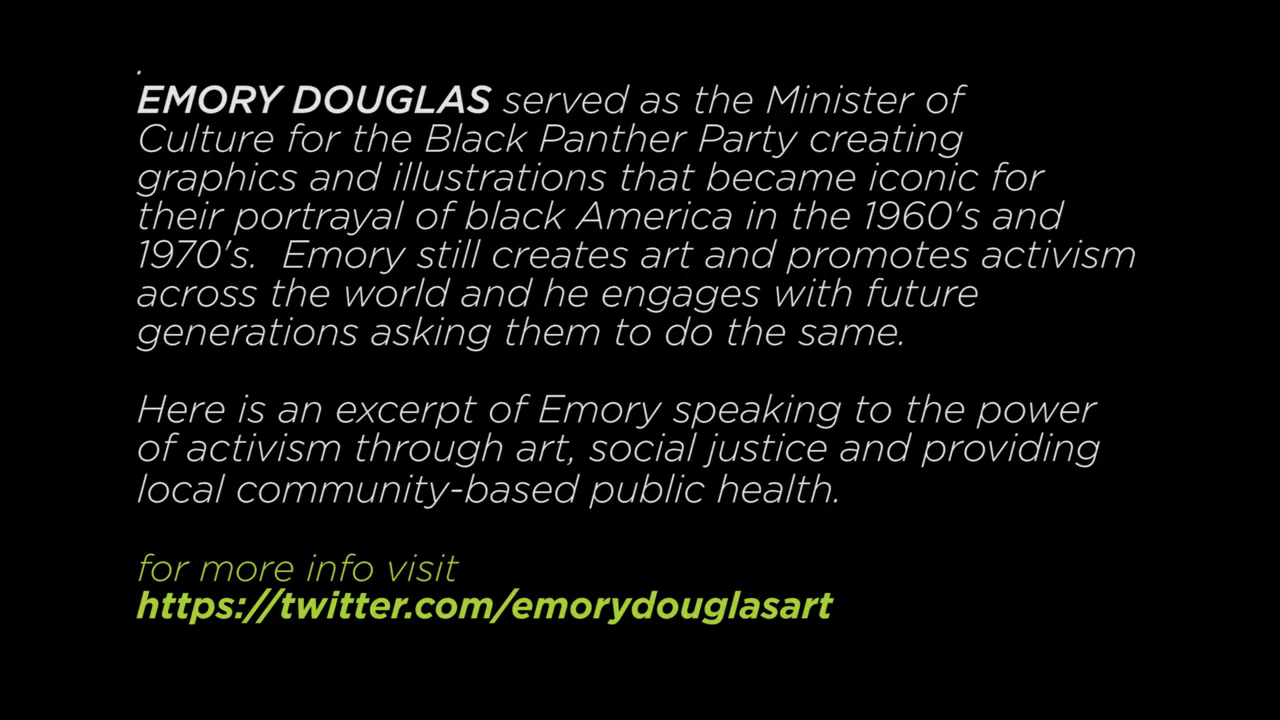 EMORY DOUGLAS served as the Minister of
Culture for the Black Panther Party creating
graphics and illustrations that became iconic for
their portrayal of black America in the 1960's and
1970's.  Emory still creates art and promotes activism
across the world and he engages with future
generations asking them to do the same.
Here is an excerpt of Emory speaking to the power
of activism through art, social justice and providing
local community-based public health.
for more info visit
https://twitter.com/emorydouglasart